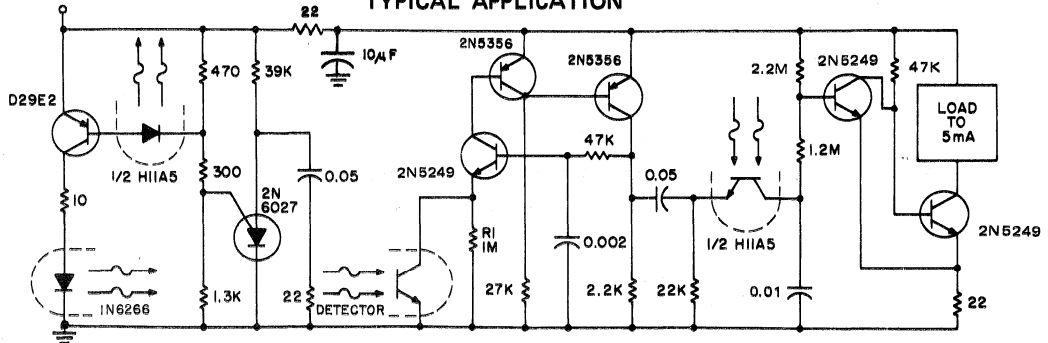 TYPICAL APPLICATION
22
10µF
2N5356
2N5356
470
39K
2.2M
2N5249
47K
D29E2
LOAD
TO
5mA
1/2 H11A5
300
0.05
2N5249
47K
0.05
1.2M
10
2N
6027
R1
1M
0.002
1/2 H11A5
2N5249
1N6266
1.3K
22
DETECTOR
27K
2.2K
22K
0.01
22